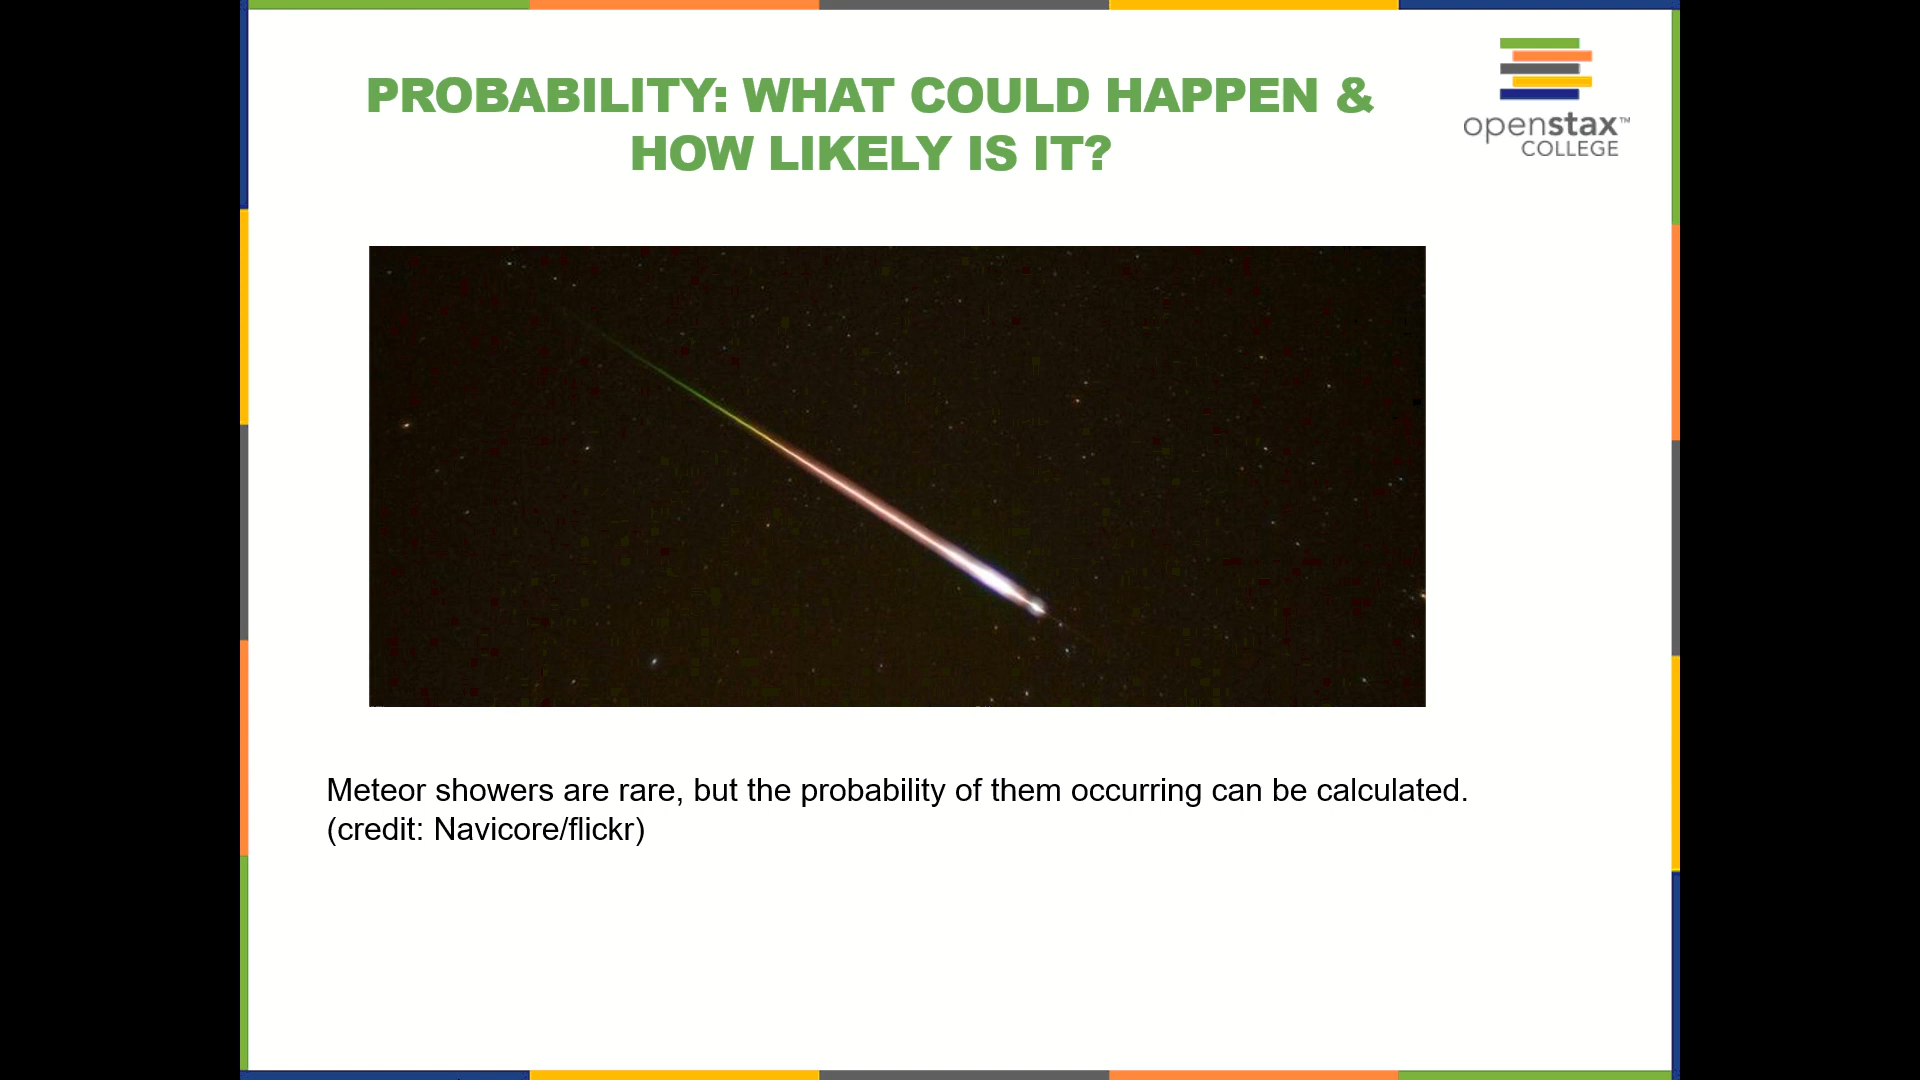 PROBABILITY: WHAT COULD HAPPEN &
HOW LIKELY IS IT?
openstax™
COLLEGE
Meteor showers are rare, but the probability of them occurring can be calculated.
(credit: Navicore/flickr)